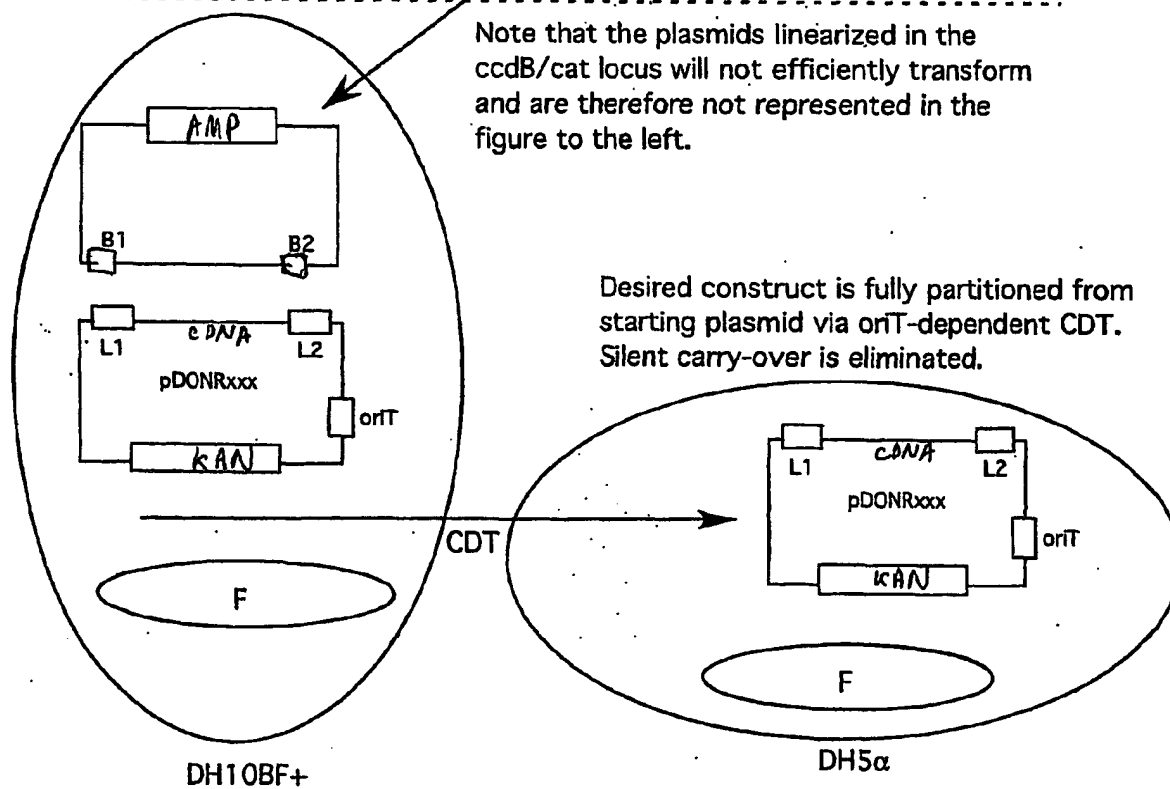 Note that the plasmids linearized in the
ccdB/cat locus will not efficiently transform
and are therefore not represented in the
figure to the left.
AMP
B1
B2
L1
cDNA
L2
pDONRxxx
oriT
KAN
Desired construct is fully partitioned from
starting plasmid via oriT-dependent CDT.
Silent carry-over is eliminated.
L1
cDNA
L2
pDONRxxx
oriT
KAN
CDT
F
F
DH10BF+
DH5α